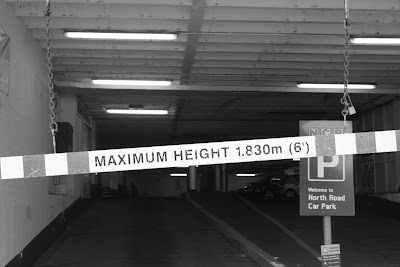 MAXIMUM HEIGHT 1.830m (6')
NCP
P
Welcome to
North Road
Car Park